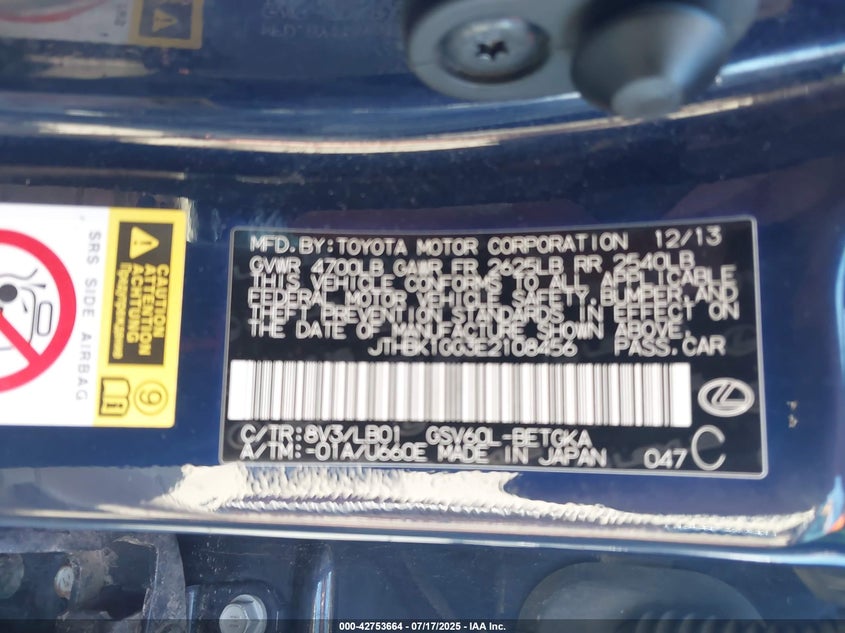 MFD. BY: TOYOTA MOTOR CORPORATION 12/13
GVWR 4700LB GAWR FR 2625LB RR 2540LB
THIS VEHICLE CONFORMS TO ALL APPLICABLE
FEDERAL MOTOR VEHICLE SAFETY, BUMPER, AND
THEFT PREVENTION STANDARDS IN EFFECT ON
THE DATE OF MANUFACTURE SHOWN ABOVE.
JTHBK1GG3E2108456 PASS. CAR
C/TR: 8V3/LB01 GSV60L-BETGKA
A/TM: -01A/U660E MADE IN JAPAN 047 C
SRS SIDE AIRBAG
CAUTION
ATTENTION
ACHTUNG
Предупреждение
9
000-42753664 / 07/17/2025 - IAA Inc.